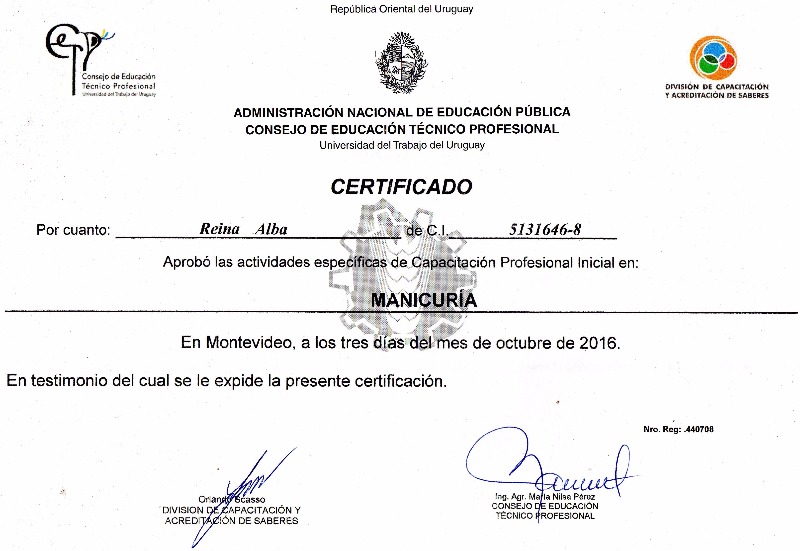 República Oriental del Uruguay
Consejo de Educación
Técnico Profesional
Universidad del Trabajo del Uruguay
DIVISIÓN DE CAPACITACIÓN
Y ACREDITACIÓN DE SABERES
ADMINISTRACIÓN NACIONAL DE EDUCACIÓN PÚBLICA
CONSEJO DE EDUCACIÓN TÉCNICO PROFESIONAL
Universidad del Trabajo del Uruguay
CERTIFICADO
Por cuanto: Reina Alba de C.I. 5131646-8
Aprobó las actividades específicas de Capacitación Profesional Inicial en:
MANICURÍA
En Montevideo, a los tres días del mes de octubre de 2016.
En testimonio del cual se le expide la presente certificación.
Nro. Reg: .440708
Orlando Scasso
DIVISION DE CAPACITACIÓN Y
ACREDITACIÓN DE SABERES
Ing. Agr. María Nilsa Pérez
CONSEJO DE EDUCACIÓN
TÉCNICO PROFESIONAL